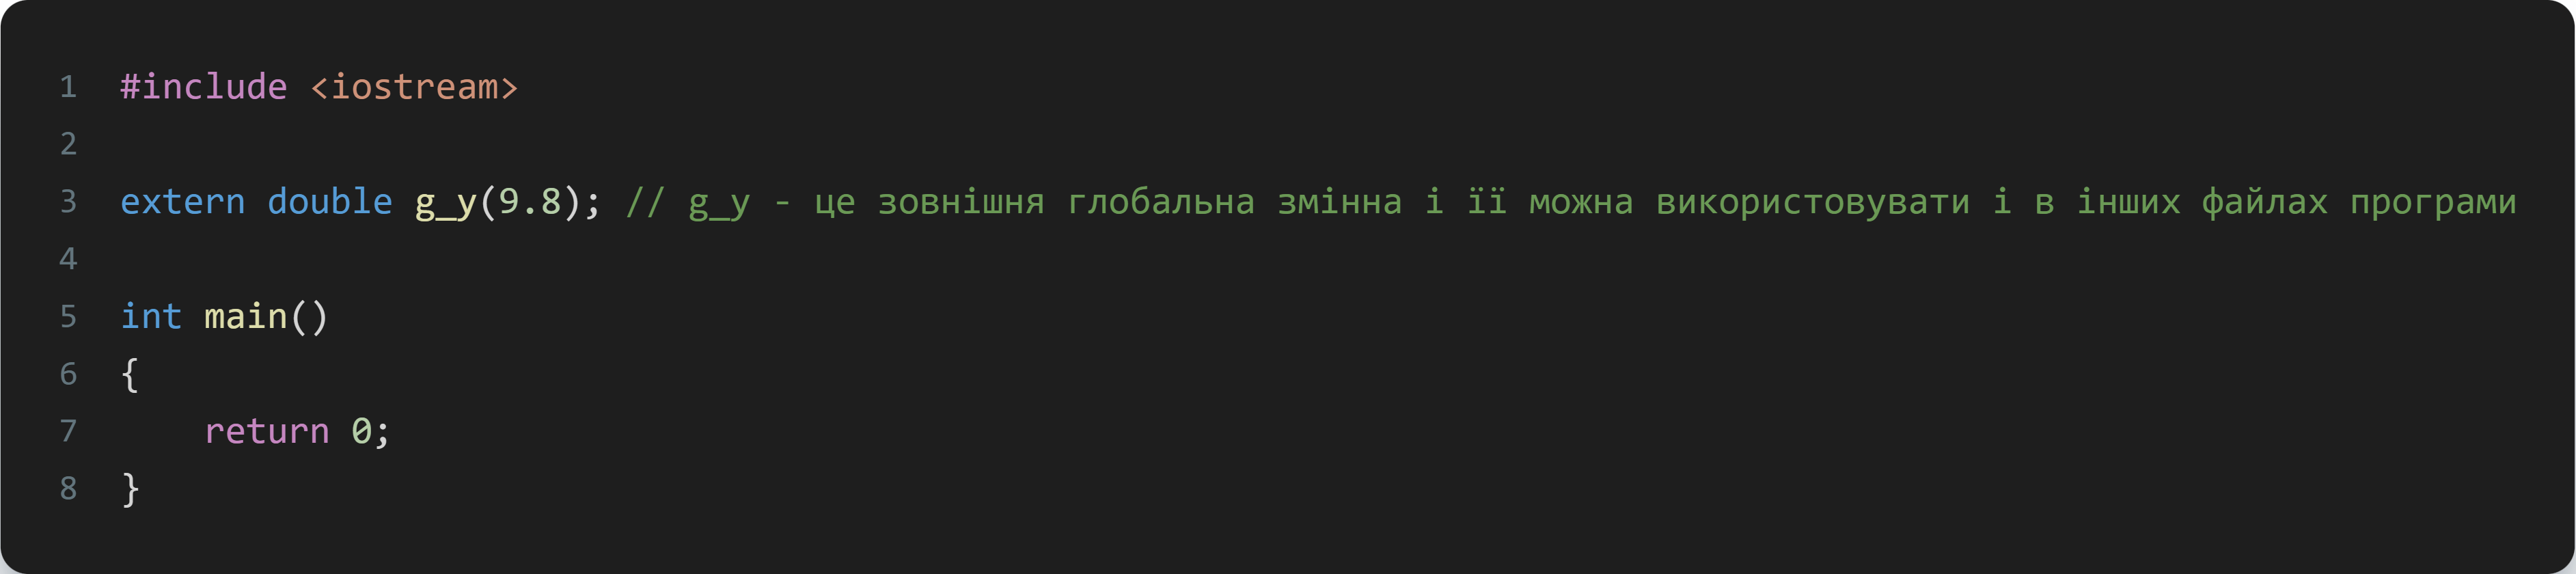 1 #include <iostream>
2
3 extern double g_y(9.8); // g_y - це зовнішня глобальна змінна і її можна використовувати і в інших файлах програми
4
5 int main()
6 {
7     return 0;
8 }